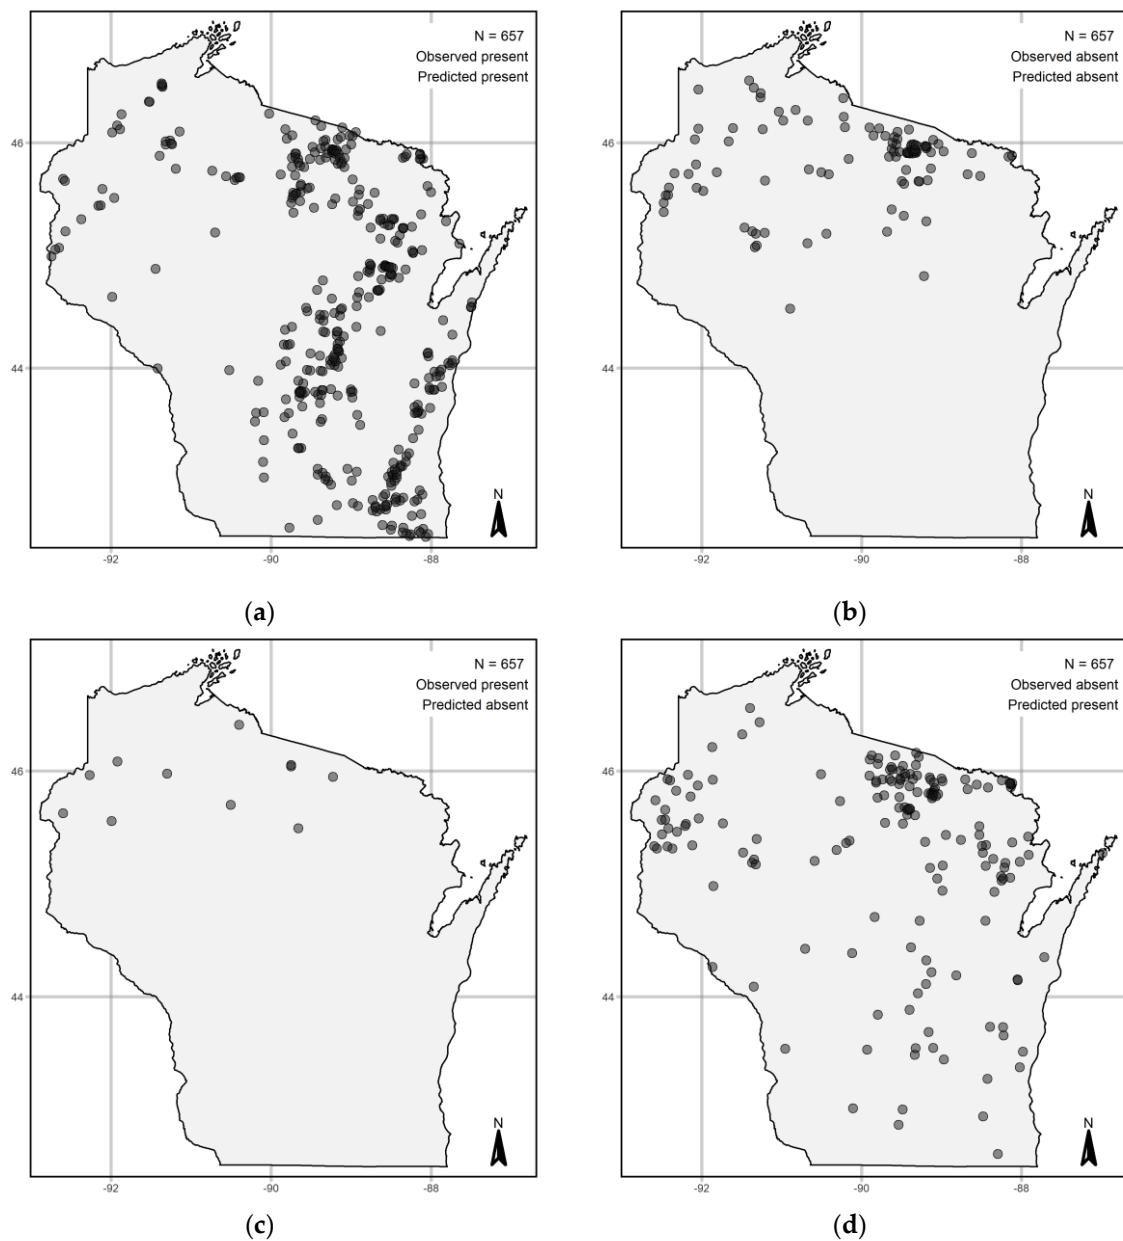 N = 657
Observed present
Predicted present
46
44
N
-92
-90
-88
(a)
N = 657
Observed absent
Predicted absent
46
44
N
-92
-90
-88
(b)
N = 657
Observed present
Predicted absent
46
44
N
-92
-90
-88
(c)
N = 657
Observed absent
Predicted present
46
44
N
-92
-90
-88
(d)